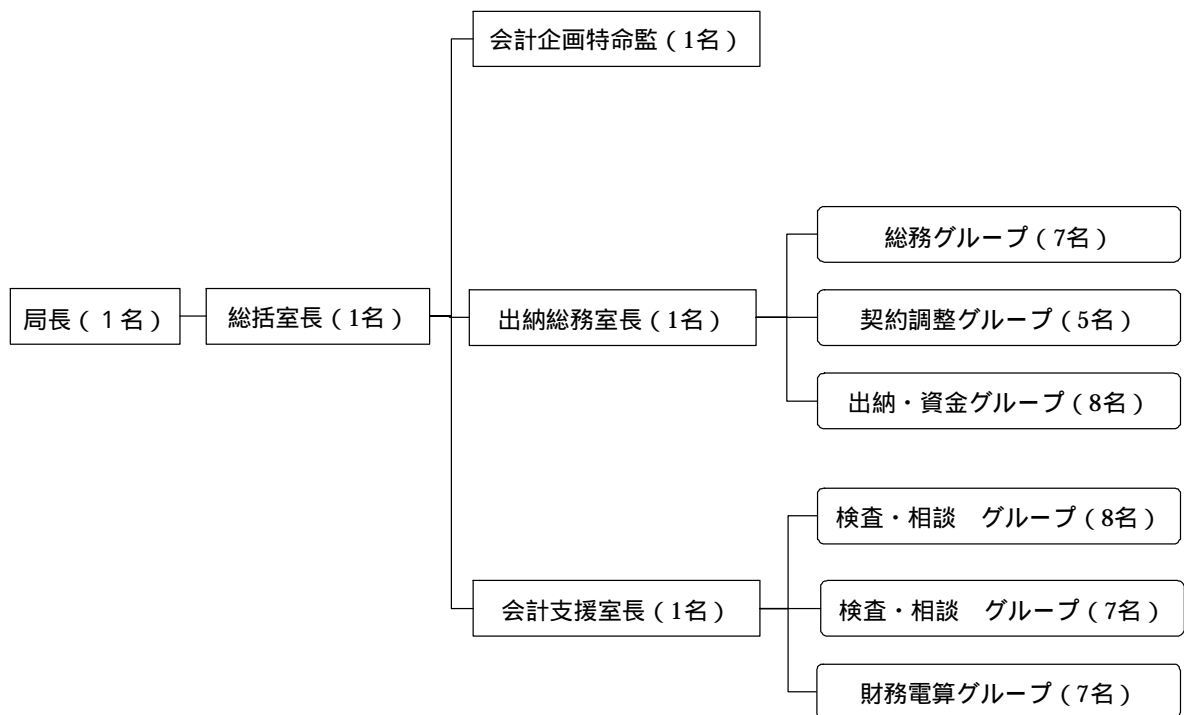 会計企画特命監（1名）
総務グループ（7名）
局長（１名）
総括室長（1名）
出納総務室長（1名）
契約調整グループ（5名）
出納・資金グループ（8名）
検査・相談　グループ（8名）
会計支援室長（1名）
検査・相談　グループ（7名）
財務電算グループ（7名）